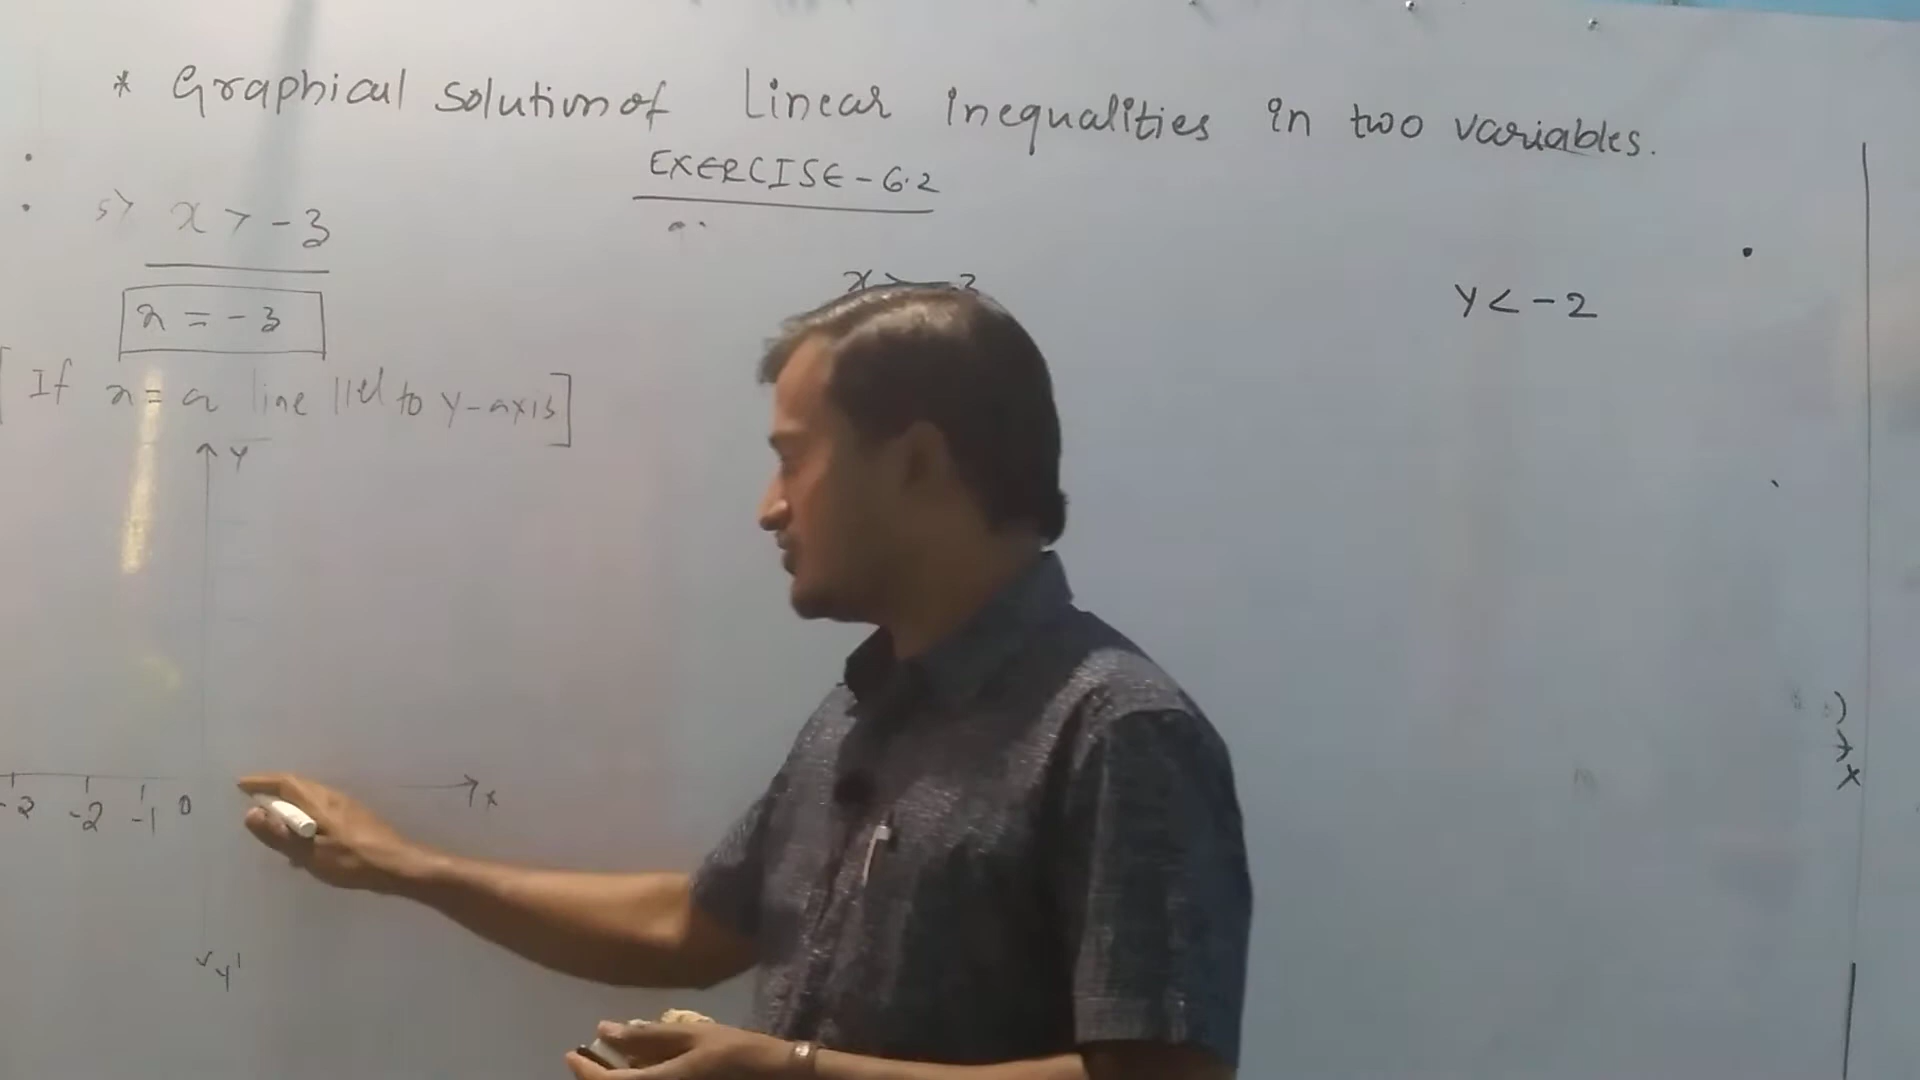 * Graphical solution of Linear Inequalities in two variables.
EXERCISE-6.2
5) x > -3
x = -3
[If x = a line ||el to Y-axis]
Y
-2 -1 0
x
Y'
x > -3
Y < -2
x